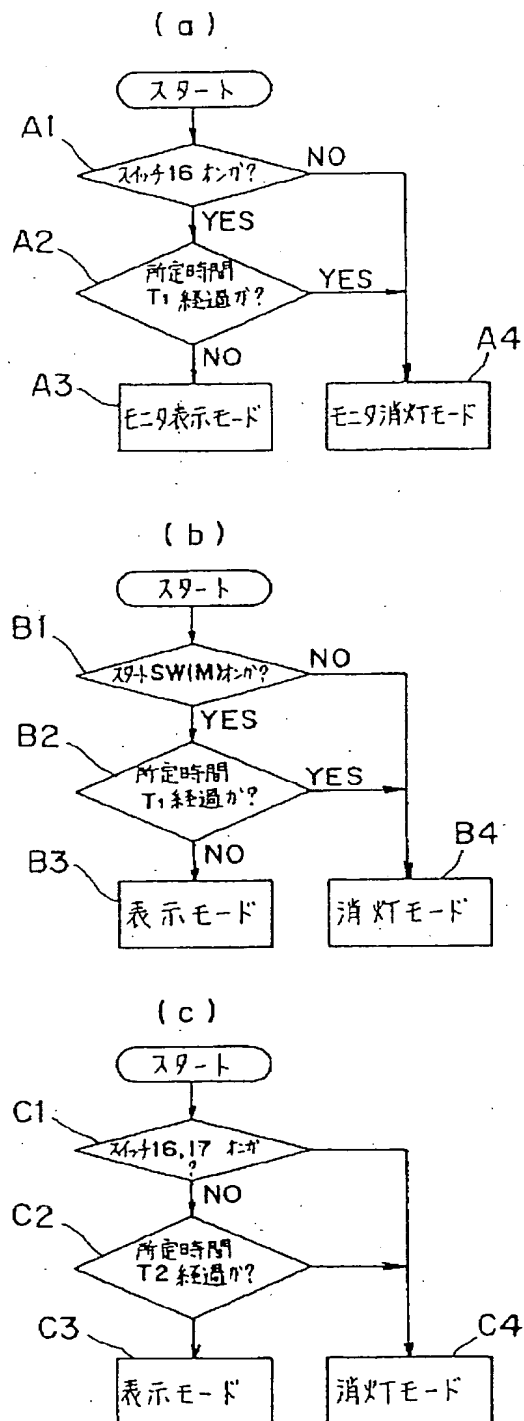 (a)
スタート
A1
スイッチ16 オンか?
NO
YES
A2
所定時間
T1 経過か?
YES
NO
A3
モニタ表示モード
A4
モニタ消灯モード
(b)
スタート
B1
スタートSW(M)オンか?
NO
YES
B2
所定時間
T1 経過か?
YES
NO
B3
表示モード
B4
消灯モード
(c)
スタート
C1
スイッチ16,17 オンか
?
NO
C2
所定時間
T2 経過か?
C3
表示モード
C4
消灯モード